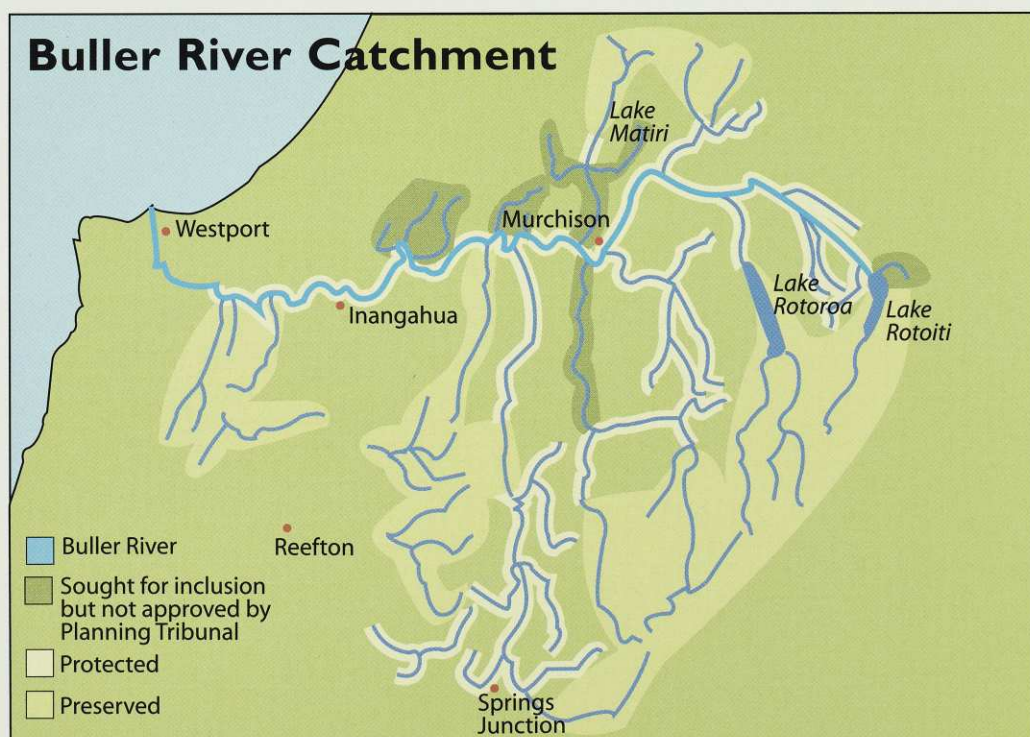 Buller River Catchment
Lake
Matiri
Westport
Murchison
Inangahua
Lake
Rotoroa
Lake
Rotoiti
Reefton
Buller River
Sought for inclusion
but not approved by
Planning Tribunal
Protected
Preserved
Springs
Junction